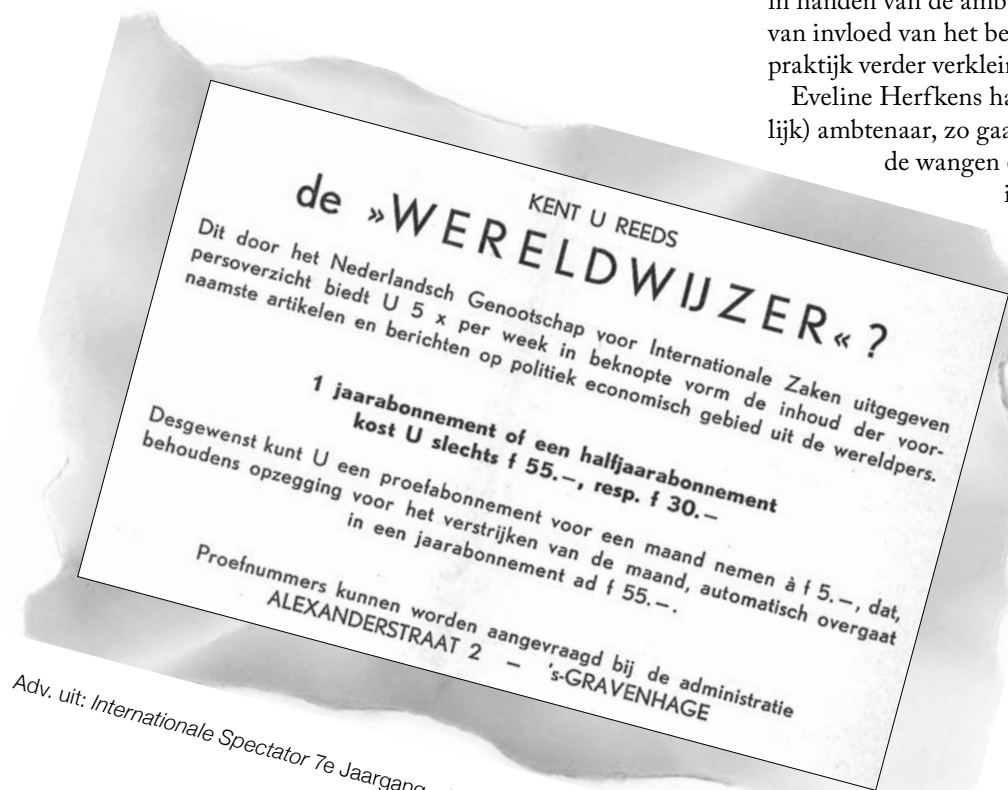 in handen van de
van invloed van het
praktijk verder
Eveline Herfkens
lijk) ambtenaar, zo
de wangen
KENT U REEDS
de »WERELDWIJZER« ?
Dit door het Nederlandsch Genootschap voor Internationale Zaken uitgegeven
persoverzicht biedt U 5 x per week in beknopte vorm de inhoud der voor-
naamste artikelen en berichten op politiek economisch gebied uit de wereldpers.
1 jaarabonnement of een halfjaarabonnement
kost U slechts f 55.–, resp. f 30.–
Desgewenst kunt U een proefabonnement voor een maand nemen à f 5.–, dat,
behoudens opzegging voor het verstrijken van de maand, automatisch overgaat
in een jaarabonnement ad f 55.–.
Proefnummers kunnen worden aangevraagd bij de administratie
ALEXANDERSTRAAT 2 – 's-GRAVENHAGE
Adv. uit: Internationale Spectator 7e Jaargang